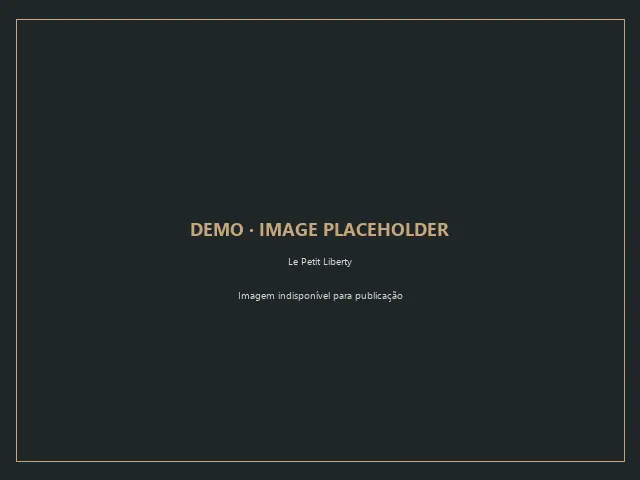 DEMO · IMAGE PLACEHOLDER
Le Petit Liberty
Imagem indisponível para publicação